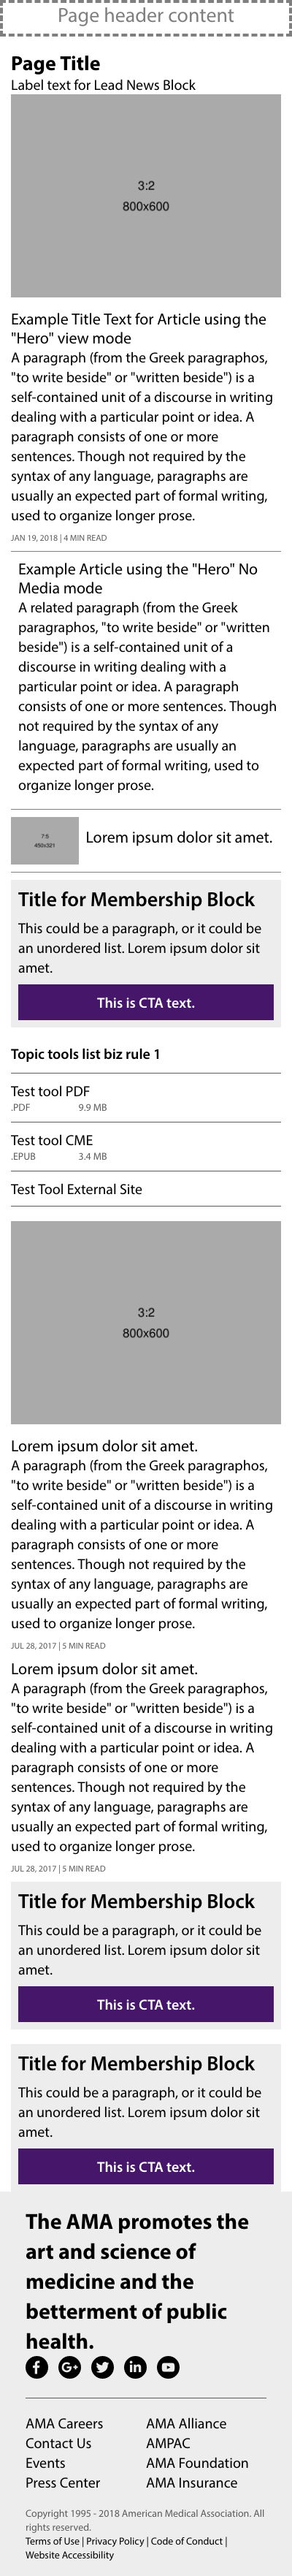 Page header content
Page Title
Label text for Lead News Block
3:2
800x600
Example Title Text for Article using the
"Hero" view mode
A paragraph (from the Greek paragraphos,
"to write beside" or "written beside") is a
self-contained unit of a discourse in writing
dealing with a particular point or idea. A
paragraph consists of one or more
sentences. Though not required by the
syntax of any language, paragraphs are
usually an expected part of formal writing,
used to organize longer prose.
JAN 19, 2018 | 4 MIN READ
Example Article using the "Hero" No
Media mode
A related paragraph (from the Greek
paragraphos, "to write beside" or "written
beside") is a self-contained unit of a
discourse in writing dealing with a
particular point or idea. A paragraph
consists of one or more sentences. Though
not required by the syntax of any
language, paragraphs are usually an
expected part of formal writing, used to
organize longer prose.
7:5
450x321
Lorem ipsum dolor sit amet.
Title for Membership Block
This could be a paragraph, or it could be
an unordered list. Lorem ipsum dolor sit
amet.
This is CTA text.
Topic tools list biz rule 1
Test tool PDF
.PDF 9.9 MB
Test tool CME
.EPUB 3.4 MB
Test Tool External Site
3:2
800x600
Lorem ipsum dolor sit amet.
A paragraph (from the Greek paragraphos,
"to write beside" or "written beside") is a
self-contained unit of a discourse in writing
dealing with a particular point or idea. A
paragraph consists of one or more
sentences. Though not required by the
syntax of any language, paragraphs are
usually an expected part of formal writing,
used to organize longer prose.
JUL 28, 2017 | 5 MIN READ
Lorem ipsum dolor sit amet.
A paragraph (from the Greek paragraphos,
"to write beside" or "written beside") is a
self-contained unit of a discourse in writing
dealing with a particular point or idea. A
paragraph consists of one or more
sentences. Though not required by the
syntax of any language, paragraphs are
usually an expected part of formal writing,
used to organize longer prose.
JUL 28, 2017 | 5 MIN READ
Title for Membership Block
This could be a paragraph, or it could be
an unordered list. Lorem ipsum dolor sit
amet.
This is CTA text.
Title for Membership Block
This could be a paragraph, or it could be
an unordered list. Lorem ipsum dolor sit
amet.
This is CTA text.
The AMA promotes the
art and science of
medicine and the
betterment of public
health.
AMA Careers AMA Alliance
Contact Us AMPAC
Events AMA Foundation
Press Center AMA Insurance
Copyright 1995 - 2018 American Medical Association. All
rights reserved.
Terms of Use | Privacy Policy | Code of Conduct |
Website Accessibility